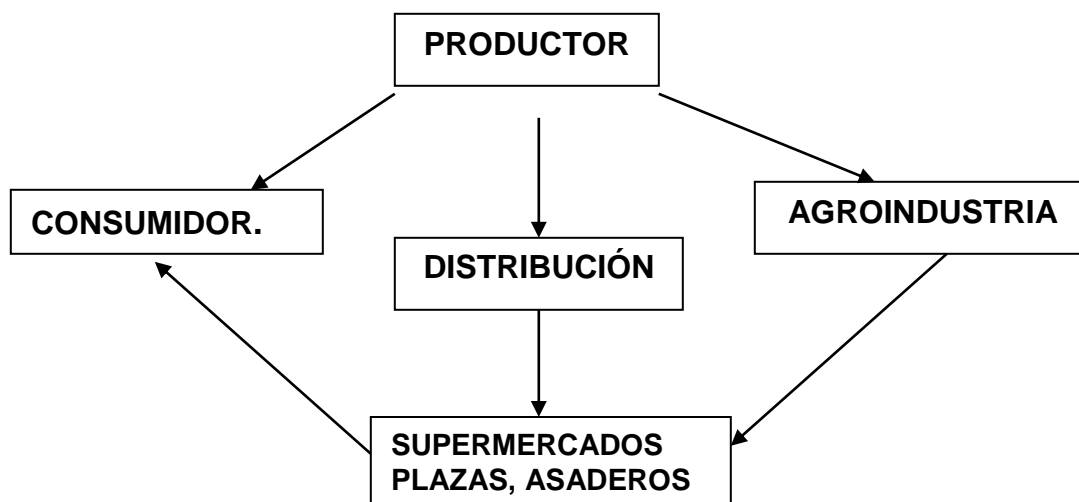 PRODUCTOR
CONSUMIDOR.
AGROINDUSTRIA
DISTRIBUCIÓN
SUPERMERCADOS
PLAZAS, ASADEROS